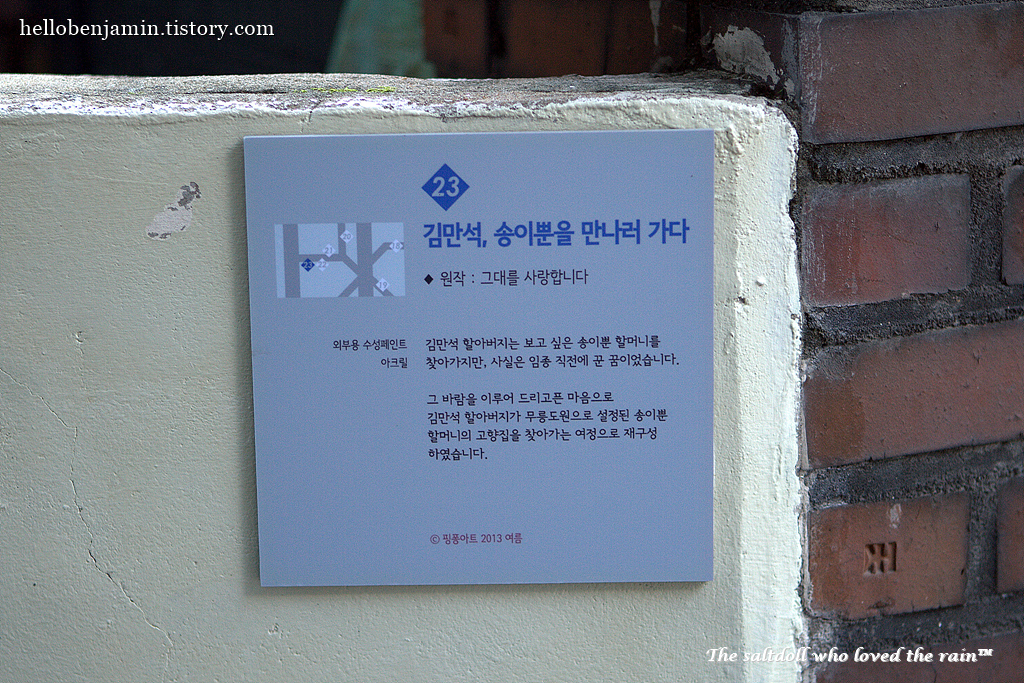 hellobenjamin.tistory.com
23
김만석, 송이뿐을 만나러 가다
◆ 원작 : 그대를 사랑합니다
20
21
18
23
22
19
외부용 수성페인트
아크릴
김만석 할아버지는 보고 싶은 송이뿐 할머니를
찾아가지만, 사실은 임종 직전에 꾼 꿈이었습니다.
그 바람을 이루어 드리고픈 마음으로
김만석 할아버지가 무릉도원으로 설정된 송이뿐
할머니의 고향집을 찾아가는 여정으로 재구성
하였습니다.
© 핑퐁아트 2013 여름
The saltdoll who loved the rain™